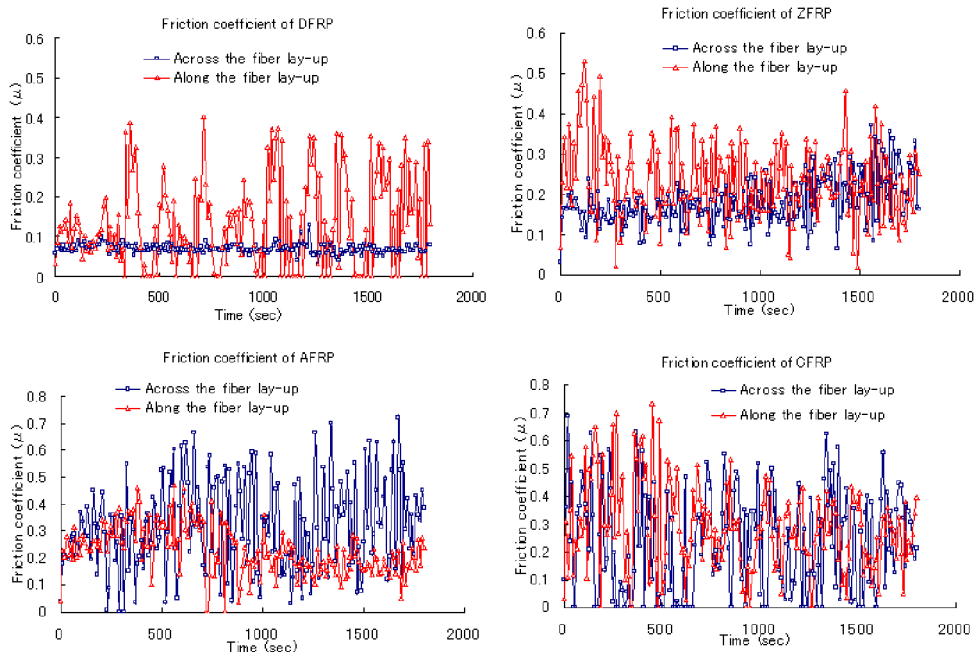 Friction coefficient of DFRP
Across the fiber lay-up
Along the fiber lay-up
Friction coefficient (μ)
0.6
0.5
0.4
0.3
0.2
0.1
0
0
500
1000
1500
2000
Time (sec)
Friction coefficient of ZFRP
Across the fiber lay-up
Along the fiber lay-up
Friction coefficient (μ)
0.6
0.5
0.4
0.3
0.2
0.1
0
0
500
1000
1500
2000
Time (sec)
Friction coefficient of AFRP
Across the fiber lay-up
Along the fiber lay-up
Friction coefficient (μ)
0.8
0.7
0.6
0.5
0.4
0.3
0.2
0.1
0
0
500
1000
1500
2000
Time (sec)
Friction coefficient of GFRP
Across the fiber lay-up
Along the fiber lay-up
Friction coefficient (μ)
0.8
0.7
0.6
0.5
0.4
0.3
0.2
0.1
0
0
500
1000
1500
2000
Time (sec)